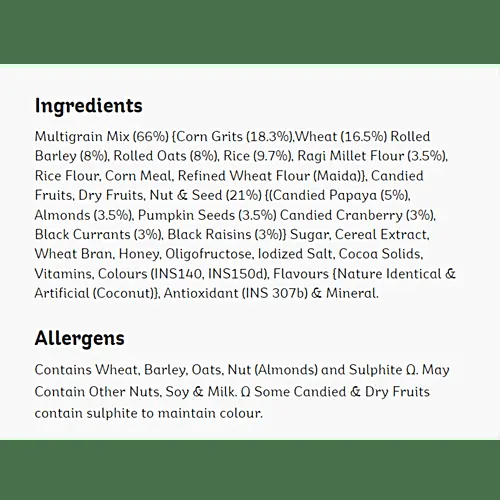 Ingredients
Multigrain Mix (66%) {Corn Grits (18.3%),Wheat (16.5%) Rolled
Barley (8%), Rolled Oats (8%), Rice (9.7%), Ragi Millet Flour (3.5%),
Rice Flour, Corn Meal, Refined Wheat Flour (Maida)}, Candied
Fruits, Dry Fruits, Nut & Seed (21%) {(Candied Papaya (5%),
Almonds (3.5%), Pumpkin Seeds (3.5%) Candied Cranberry (3%),
Black Currants (3%), Black Raisins (3%)} Sugar, Cereal Extract,
Wheat Bran, Honey, Oligofructose, Iodized Salt, Cocoa Solids,
Vitamins, Colours (INS140, INS150d), Flavours {Nature Identical &
Artificial (Coconut)}, Antioxidant (INS 307b) & Mineral.
Allergens
Contains Wheat, Barley, Oats, Nut (Almonds) and Sulphite Ω. May
Contain Other Nuts, Soy & Milk. Ω Some Candied & Dry Fruits
contain sulphite to maintain colour.